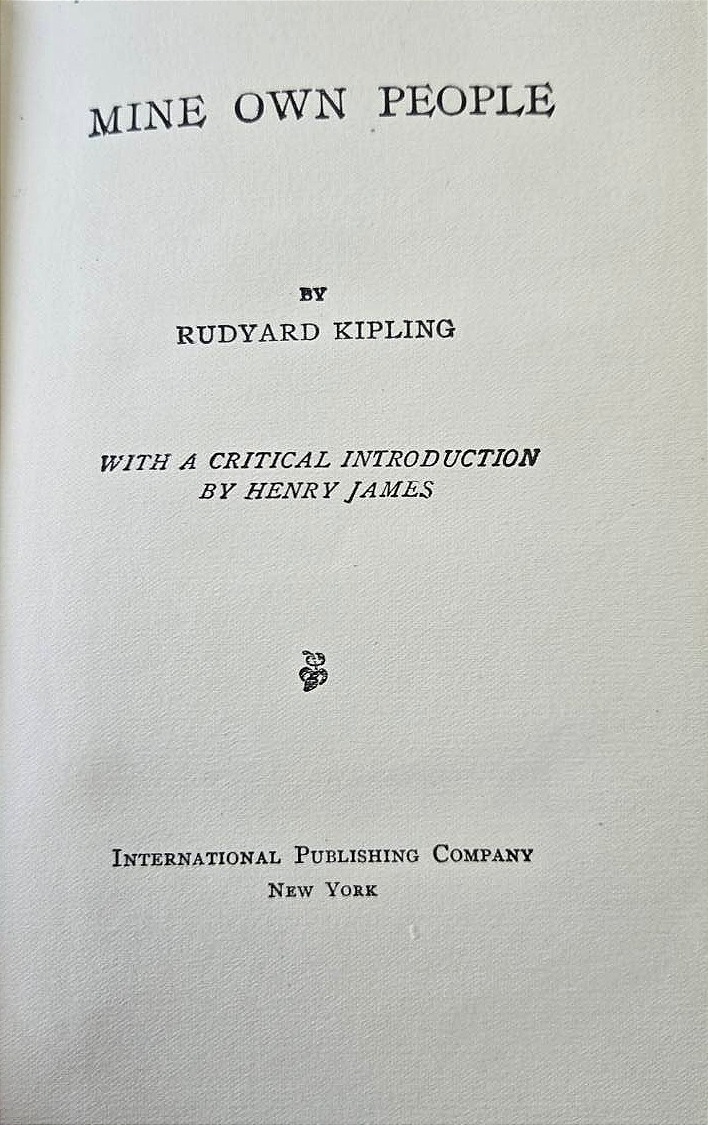 MINE OWN PEOPLE
BY
RUDYARD KIPLING
WITH A CRITICAL INTRODUCTION
BY HENRY JAMES
INTERNATIONAL PUBLISHING COMPANY
NEW YORK